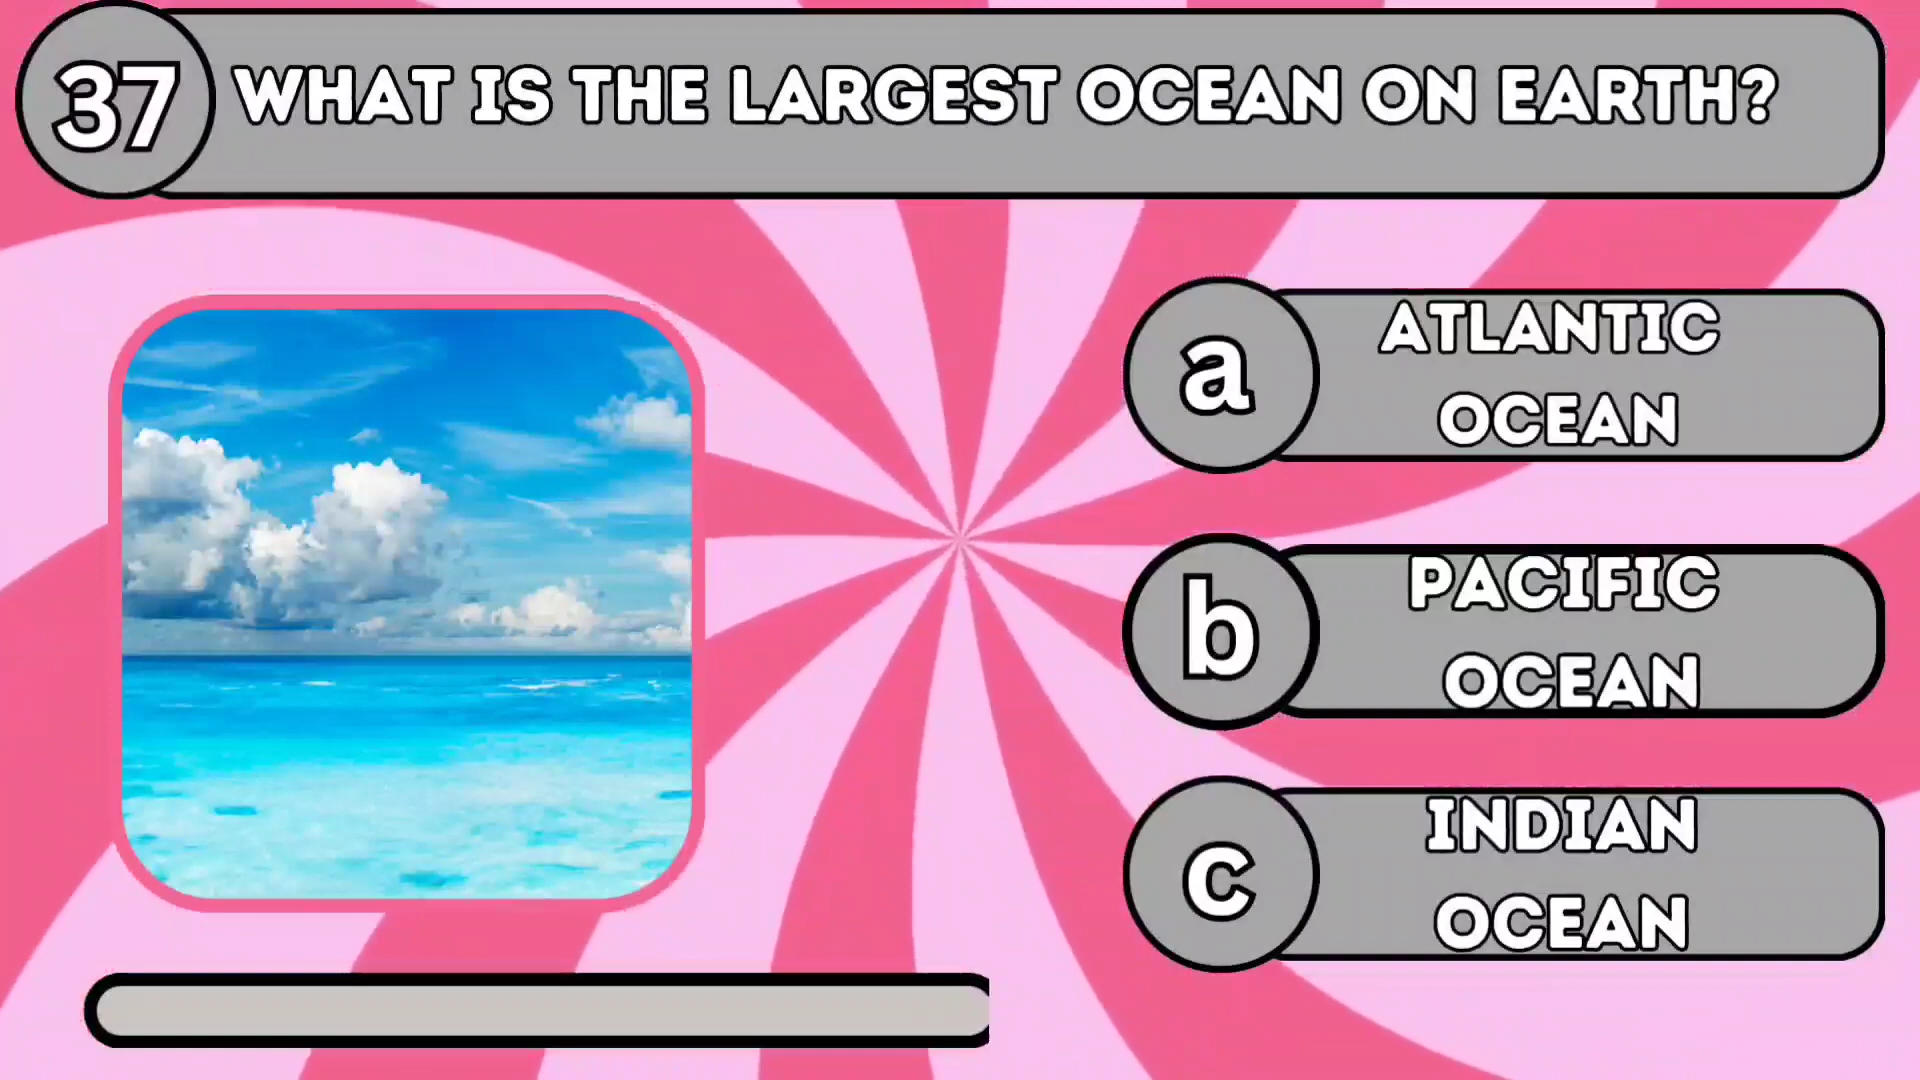 37 WHAT IS THE LARGEST OCEAN ON EARTH?
a ATLANTIC
OCEAN
b PACIFIC
OCEAN
c INDIAN
OCEAN